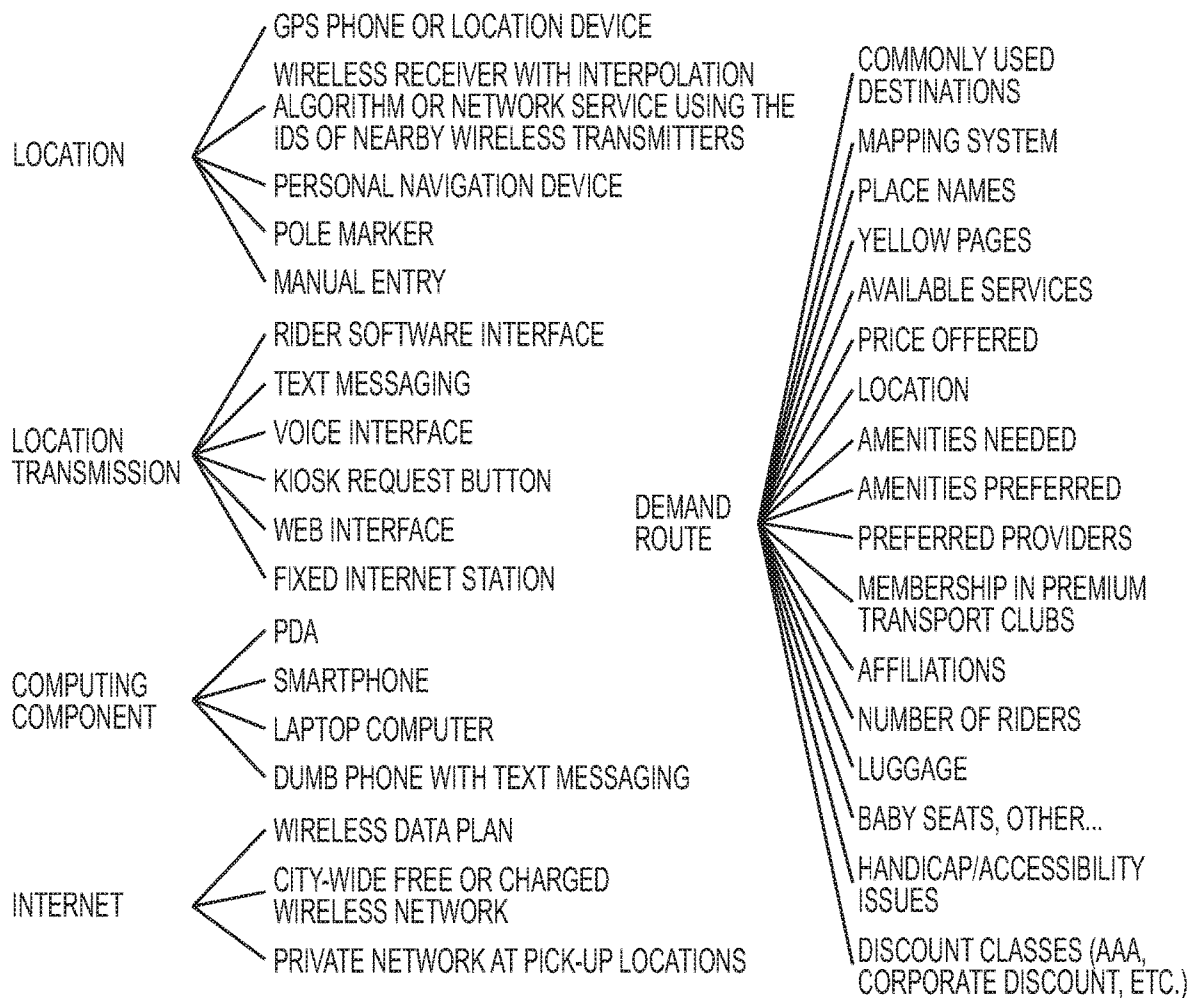 LOCATION
GPS PHONE OR LOCATION DEVICE
WIRELESS RECEIVER WITH INTERPOLATION
ALGORITHM OR NETWORK SERVICE USING THE
IDS OF NEARBY WIRELESS TRANSMITTERS
PERSONAL NAVIGATION DEVICE
POLE MARKER
MANUAL ENTRY
LOCATION
TRANSMISSION
RIDER SOFTWARE INTERFACE
TEXT MESSAGING
VOICE INTERFACE
KIOSK REQUEST BUTTON
WEB INTERFACE
FIXED INTERNET STATION
COMPUTING
COMPONENT
PDA
SMARTPHONE
LAPTOP COMPUTER
DUMB PHONE WITH TEXT MESSAGING
INTERNET
WIRELESS DATA PLAN
CITY-WIDE FREE OR CHARGED
WIRELESS NETWORK
PRIVATE NETWORK AT PICK-UP LOCATIONS
DEMAND
ROUTE
COMMONLY USED
DESTINATIONS
MAPPING SYSTEM
PLACE NAMES
YELLOW PAGES
AVAILABLE SERVICES
PRICE OFFERED
LOCATION
AMENITIES NEEDED
AMENITIES PREFERRED
PREFERRED PROVIDERS
MEMBERSHIP IN PREMIUM
TRANSPORT CLUBS
AFFILIATIONS
NUMBER OF RIDERS
LUGGAGE
BABY SEATS, OTHER...
HANDICAP/ACCESSIBILITY
ISSUES
DISCOUNT CLASSES (AAA,
CORPORATE DISCOUNT, ETC.)